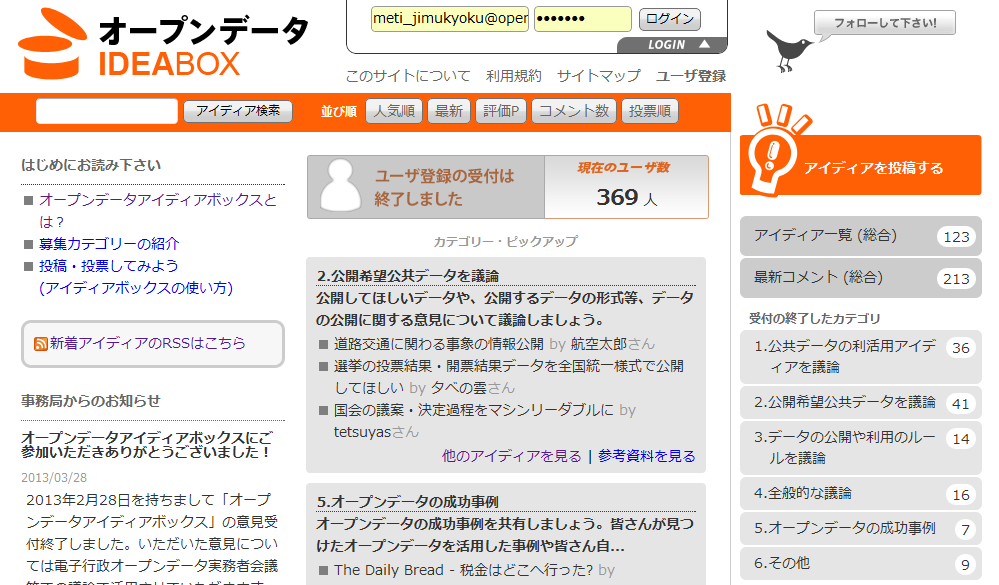 オープンデータ
IDEABOX
meti_jimukyoku@oper
ログイン
LOGIN
フォローして下さい!
このサイトについて 利用規約 サイトマップ ユーザ登録
アイディア検索 並び順 人気順 最新 評価P コメント数 投票順
アイディアを投稿する
はじめにお読み下さい
オープンデータアイディアボックスと
は？
募集カテゴリーの紹介
投稿・投票してみよう
(アイディアボックスの使い方)
新着アイディアのRSSはこちら
事務局からのお知らせ
オープンデータアイディアボックスにご
参加いただきありがとうございました！
2013/03/28
2013年2月28日を持ちまして「オープ
ンデータアイディアボックス」の意見受
付終了しました。いただいた意見につい
ては電子行政オープンデータ実務者会議
等での議論で活用させていただきます。
ユーザ登録の受付は
終了しました
現在のユーザ数
369 人
カテゴリー・ピックアップ
2.公開希望公共データを議論
公開してほしいデータや、公開するデータの形式等、データ
の公開に関する意見について議論しましょう。
道路交通に関わる事象の情報公開 by 航空太郎さん
選挙の投票結果・開票結果データを全国統一様式で公開
してほしい by 夕べの雲さん
国会の議案・決定過程をマシンリーダブルに by
tetsuyasさん
他のアイディアを見る | 参考資料を見る
5.オープンデータの成功事例
オープンデータの成功事例を共有しましょう。皆さんが見つ
けたオープンデータを活用した事例や皆さん自...
The Daily Bread - 税金はどこへ行った? by
アイディア一覧 (総合) 123
最新コメント (総合) 213
受付の終了したカテゴリ
1.公共データの利活用アイデ 36
ィアを議論
2.公開希望公共データを議論 41
3.データの公開や利用のルー 14
ルを議論
4.全般的な議論 16
5.オープンデータの成功事例 7
6.その他 9